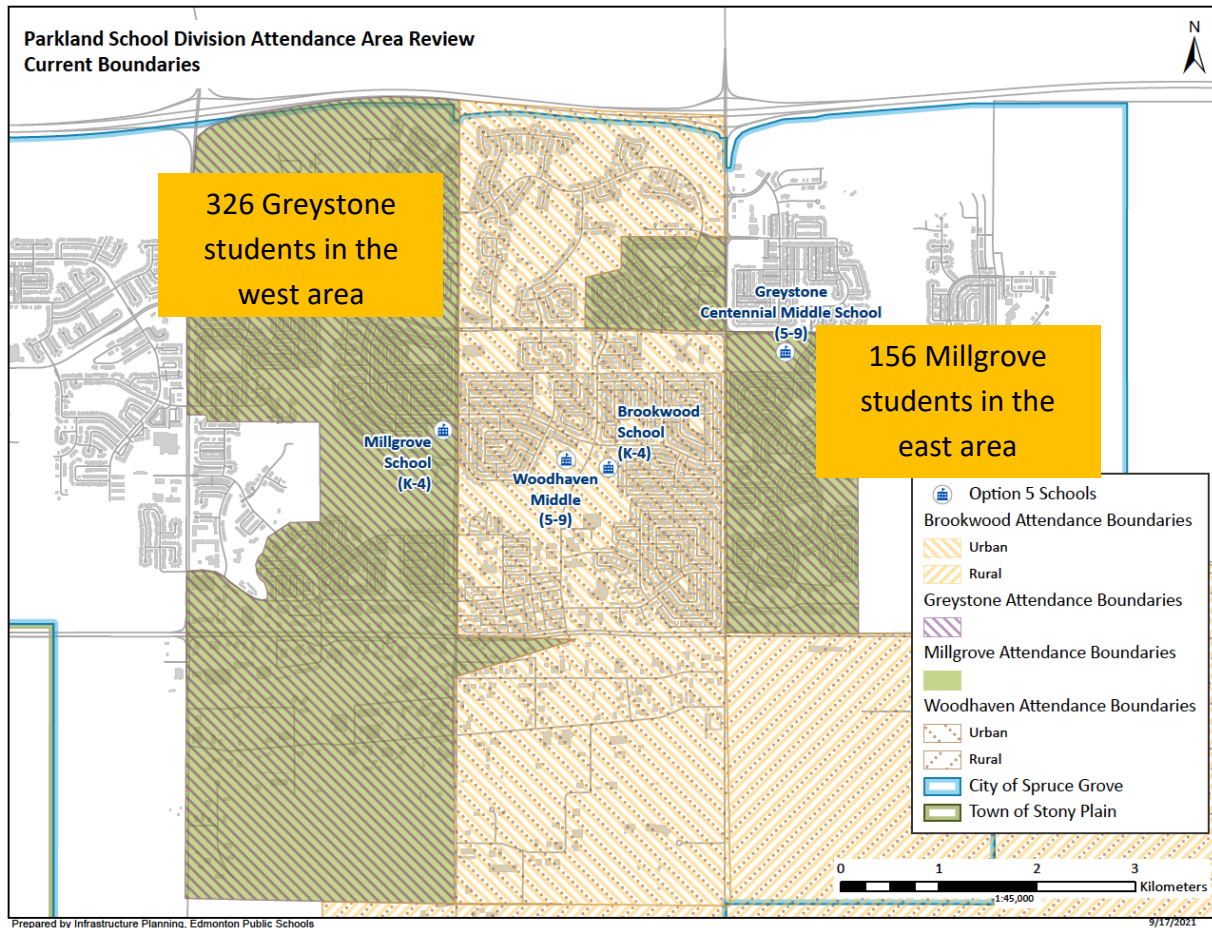 Parkland School Division Attendance Area Review
Current Boundaries
N
326 Greystone
students in the
west area
Greystone
Centennial Middle School
(5-9)
156 Millgrove
students in the
east area
Brookwood
School
(K-4)
Millgrove
School
(K-4)
Woodhaven
Middle
(5-9)
Option 5 Schools
Brookwood Attendance Boundaries
Urban
Rural
Greystone Attendance Boundaries
Millgrove Attendance Boundaries
Woodhaven Attendance Boundaries
Urban
Rural
City of Spruce Grove
Town of Stony Plain
0 1 2 3
Kilometers
1:45,000
Prepared by Infrastructure Planning, Edmonton Public Schools
9/17/2021